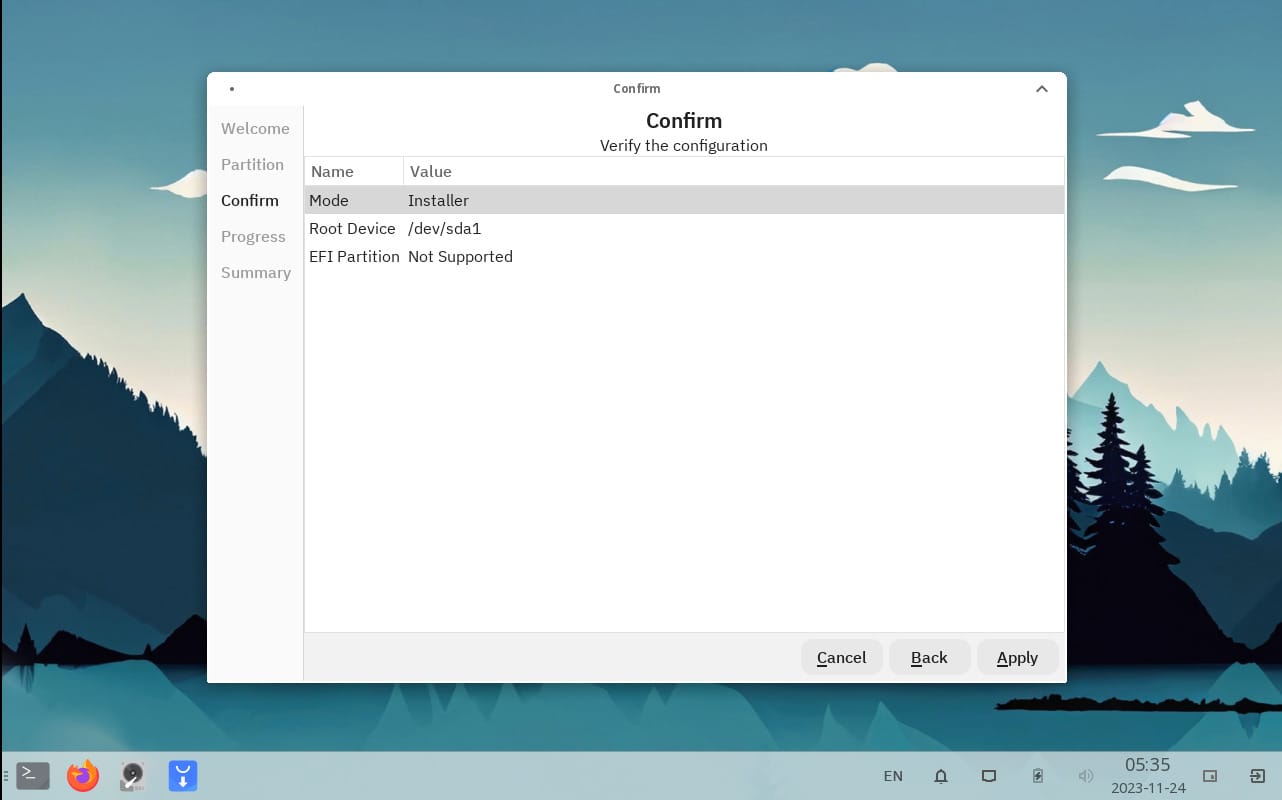 Confirm
Welcome
Partition
Confirm
Progress
Summary
Confirm
Verify the configuration
Name Value
Mode Installer
Root Device /dev/sda1
EFI Partition Not Supported
Cancel Back Apply
>_
EN
05:35
2023-11-24